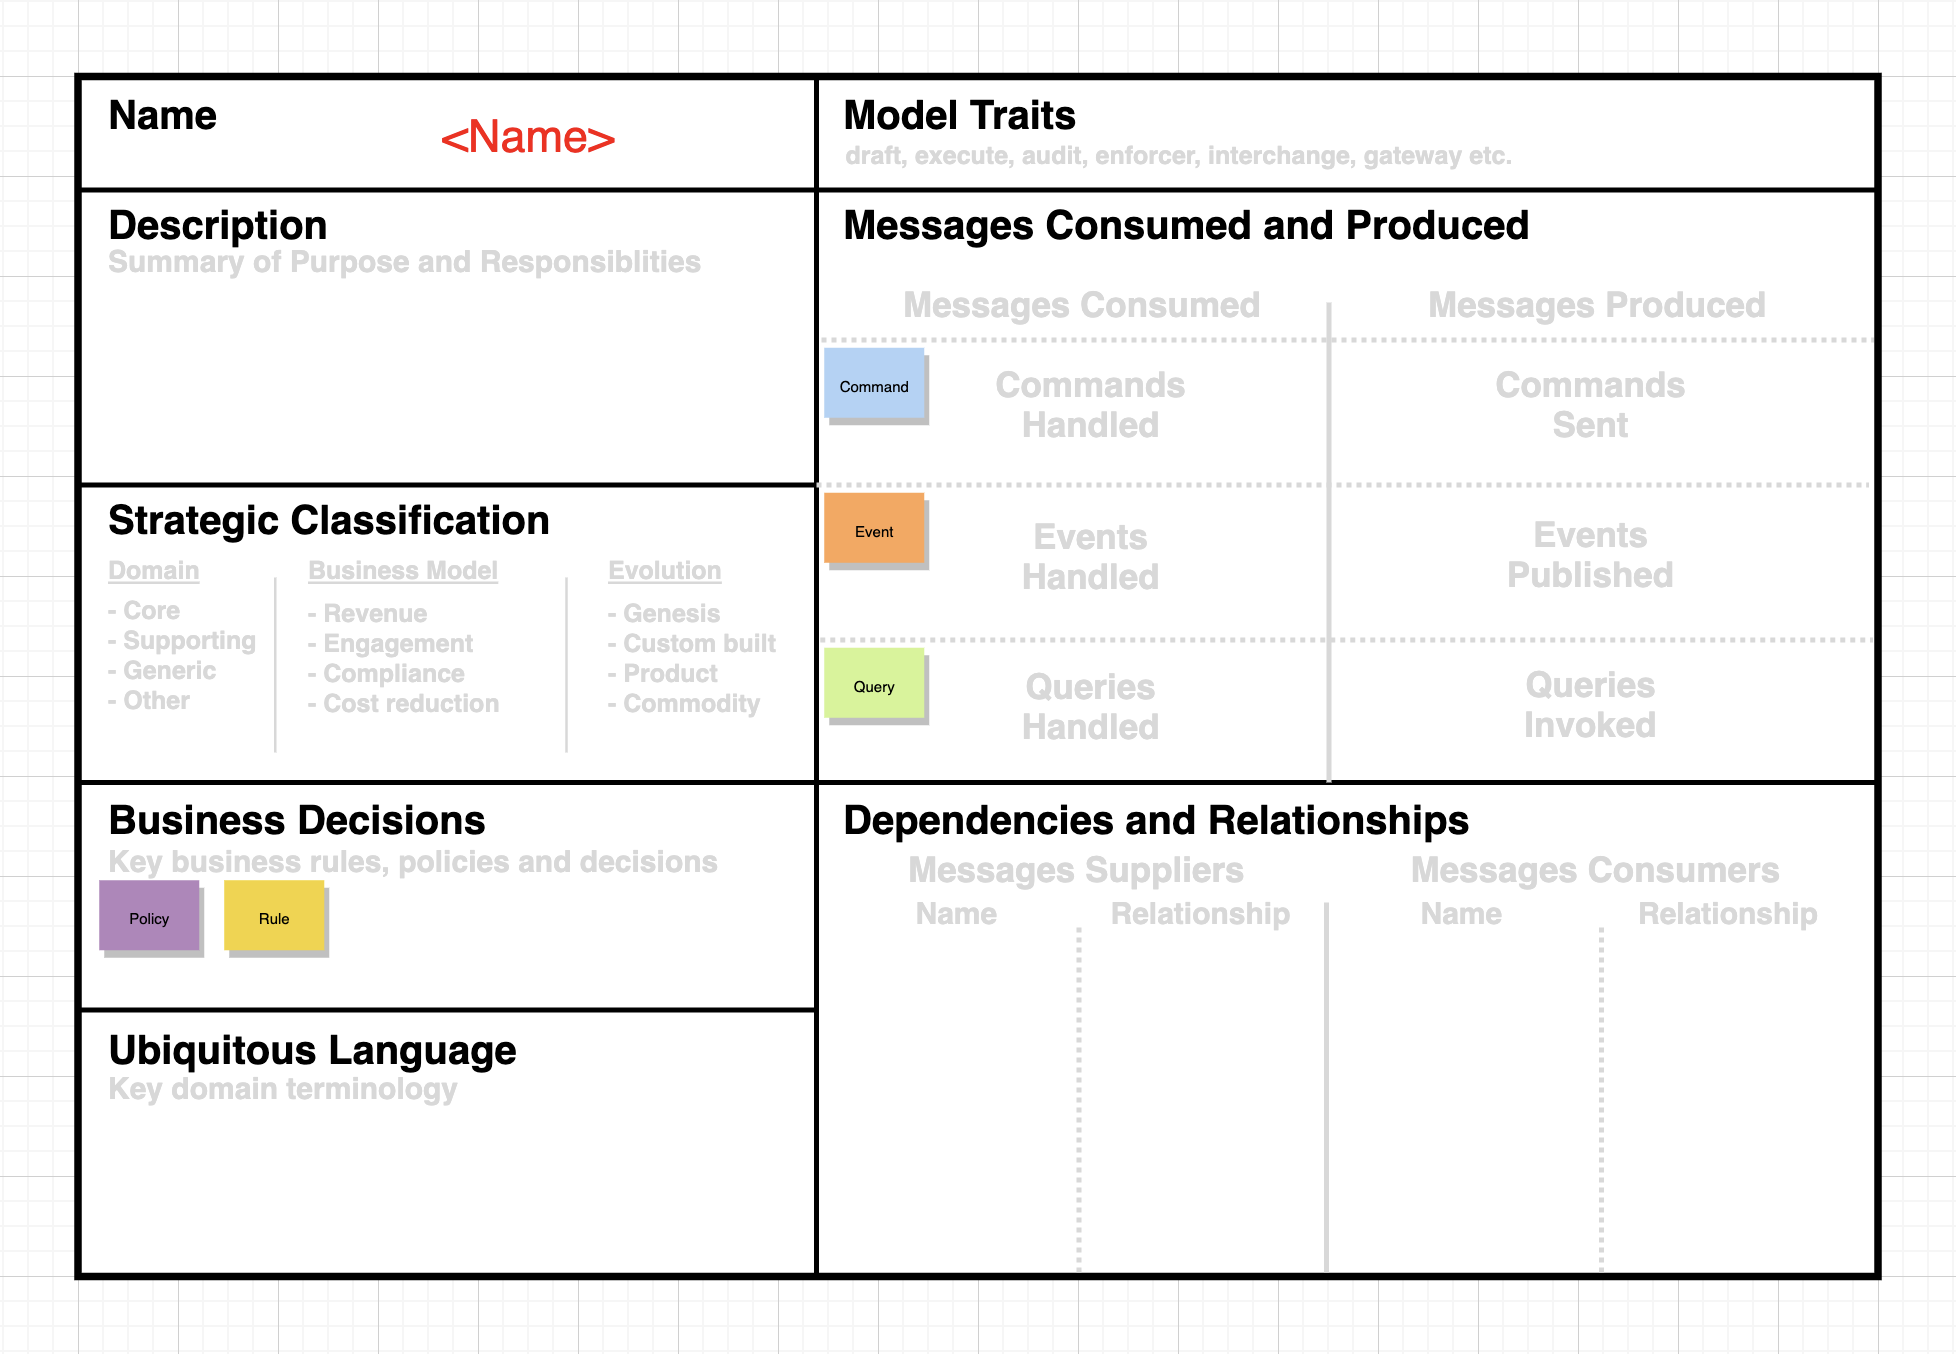 Name
<Name>
Model Traits
draft, execute, audit, enforcer, interchange, gateway etc.
Description
Summary of Purpose and Responsiblities
Messages Consumed and Produced
Messages Consumed
Messages Produced
Command
Commands
Handled
Commands
Sent
Event
Events
Handled
Events
Published
Query
Queries
Handled
Queries
Invoked
Strategic Classification
Domain
- Core
- Supporting
- Generic
- Other
Business Model
- Revenue
- Engagement
- Compliance
- Cost reduction
Evolution
- Genesis
- Custom built
- Product
- Commodity
Business Decisions
Key business rules, policies and decisions
Policy
Rule
Ubiquitous Language
Key domain terminology
Dependencies and Relationships
Messages Suppliers
Name
Relationship
Messages Consumers
Name
Relationship